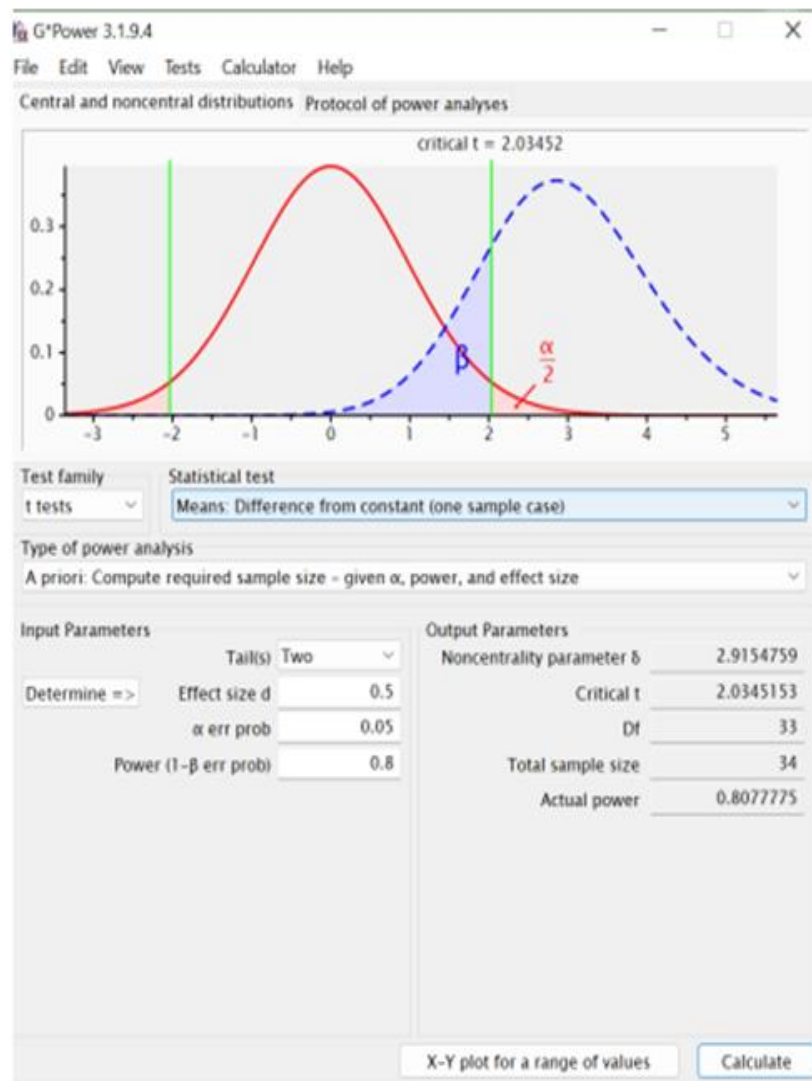 G*Power 3.1.9.4
File Edit View Tests Calculator Help
Central and noncentral distributions Protocol of power analyses
critical t = 2.03452
0.3
0.2
0.1
0
β
α
2
-3 -2 -1 0 1 2 3 4 5
Test family Statistical test
t tests Means: Difference from constant (one sample case)
Type of power analysis
A priori: Compute required sample size - given α, power, and effect size
Input Parameters Output Parameters
Tail(s) Two Noncentrality parameter δ 2.9154759
Determine => Effect size d 0.5 Critical t 2.0345153
α err prob 0.05 Df 33
Power (1-β err prob) 0.8 Total sample size 34
Actual power 0.8077775
X-Y plot for a range of values Calculate